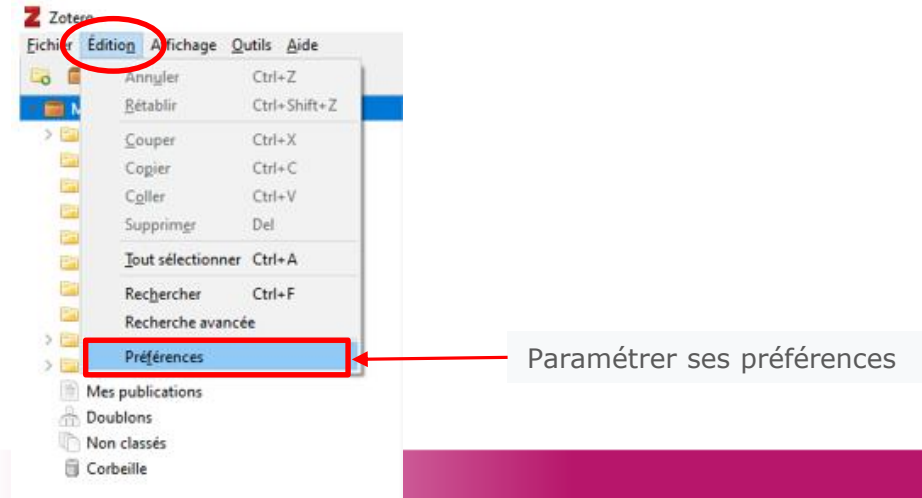 Zotero
Fichier Édition Affichage Outils Aide
Annuler Ctrl+Z
Rétablir Ctrl+Shift+Z
Couper Ctrl+X
Copier Ctrl+C
Coller Ctrl+V
Supprimer Del
Tout sélectionner Ctrl+A
Rechercher Ctrl+F
Recherche avancée
Préférences
Paramétrer ses préférences
Mes publications
Doublons
Non classés
Corbeille